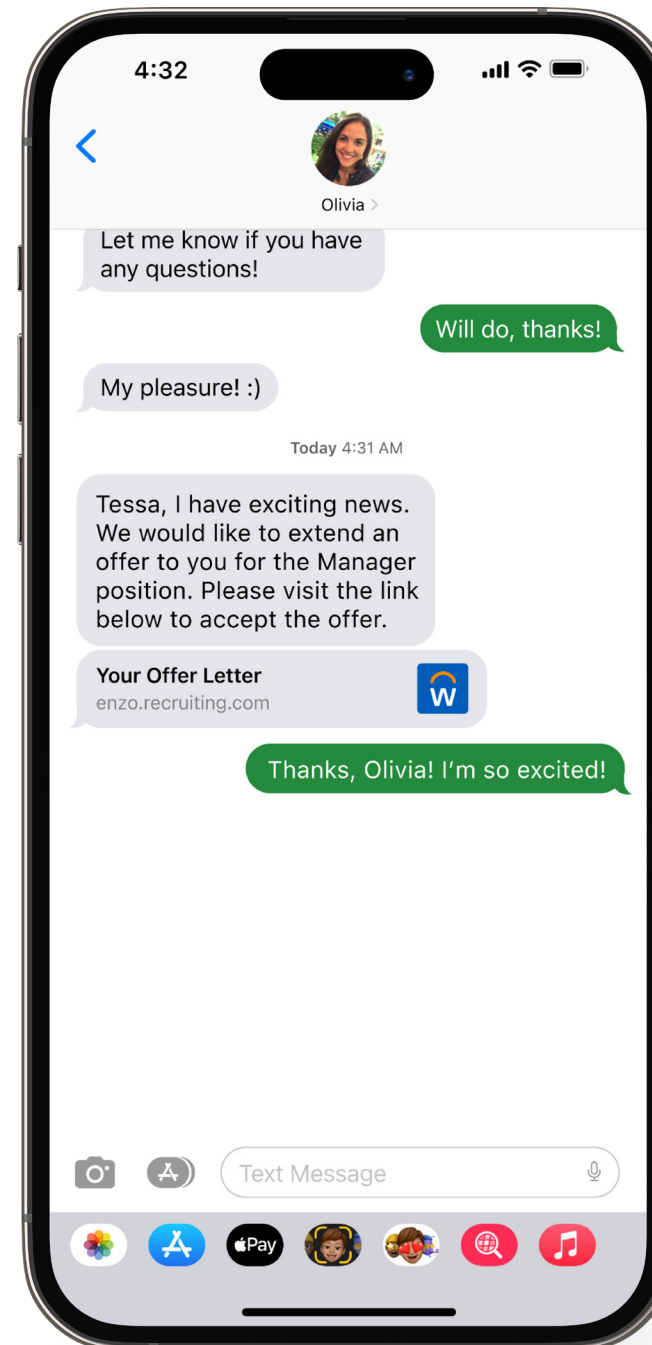 4:32
Olivia >
Let me know if you have
any questions!
Will do, thanks!
My pleasure! :)
Today 4:31 AM
Tessa, I have exciting news.
We would like to extend an
offer to you for the Manager
position. Please visit the link
below to accept the offer.
Your Offer Letter
enzo.recruiting.com
w
Thanks, Olivia! I’m so excited!
Text Message
Pay